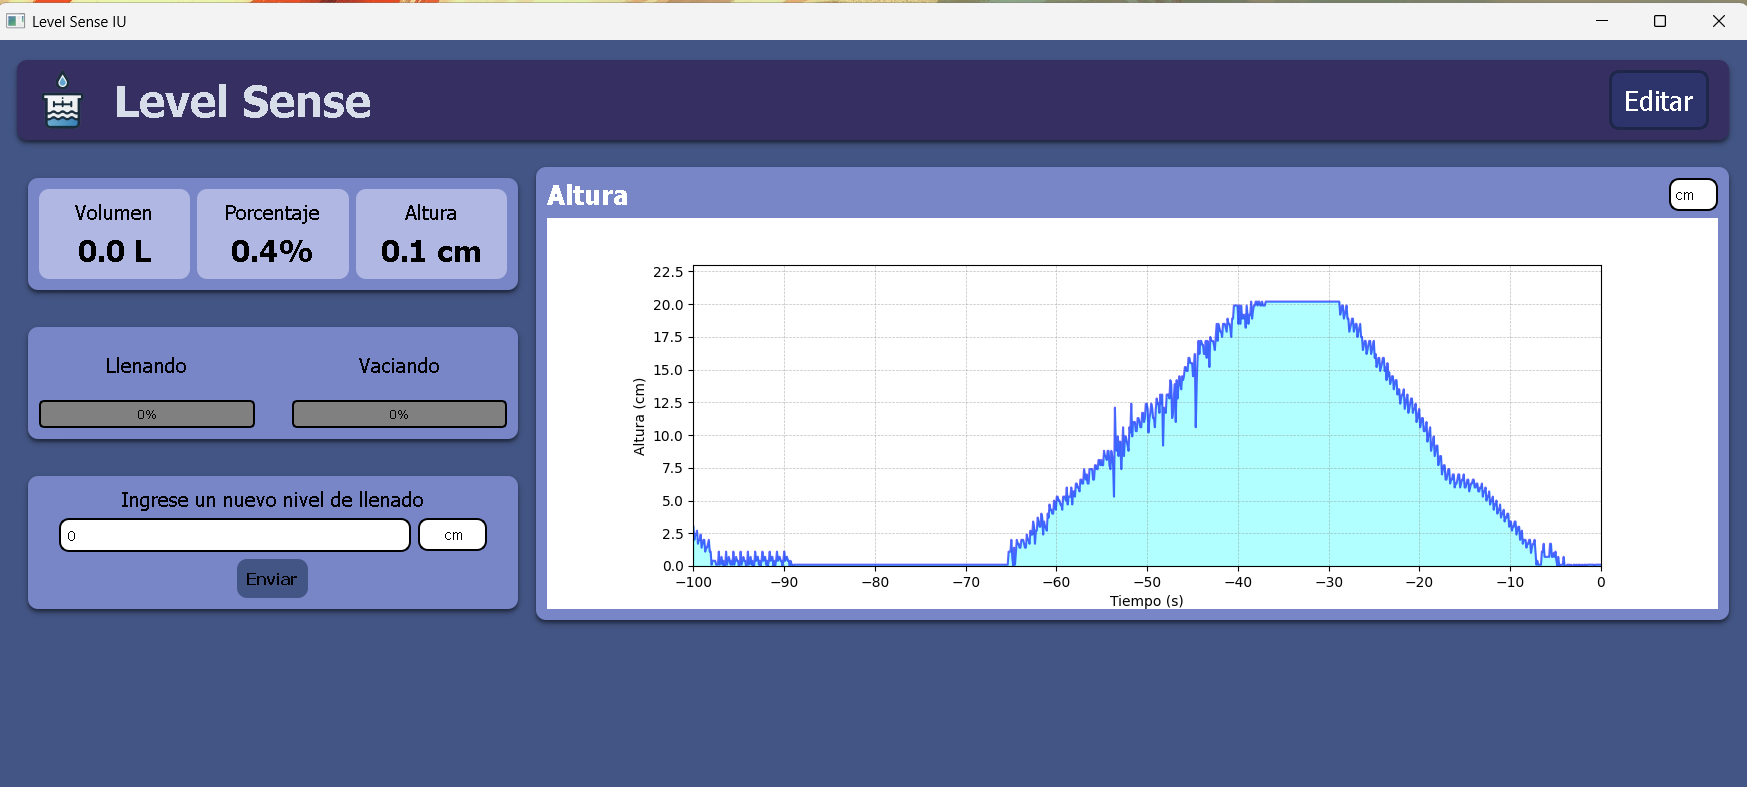 Level Sense IU
Level Sense
Editar
Volumen
0.0 L
Porcentaje
0.4%
Altura
0.1 cm
Llenando
0%
Vaciando
0%
Ingrese un nuevo nivel de llenado
0
cm
Enviar
Altura
cm
22.5
20.0
17.5
15.0
12.5
10.0
7.5
5.0
2.5
0.0
Altura (cm)
−100 −90 −80 −70 −60 −50 −40 −30 −20 −10 0
Tiempo (s)